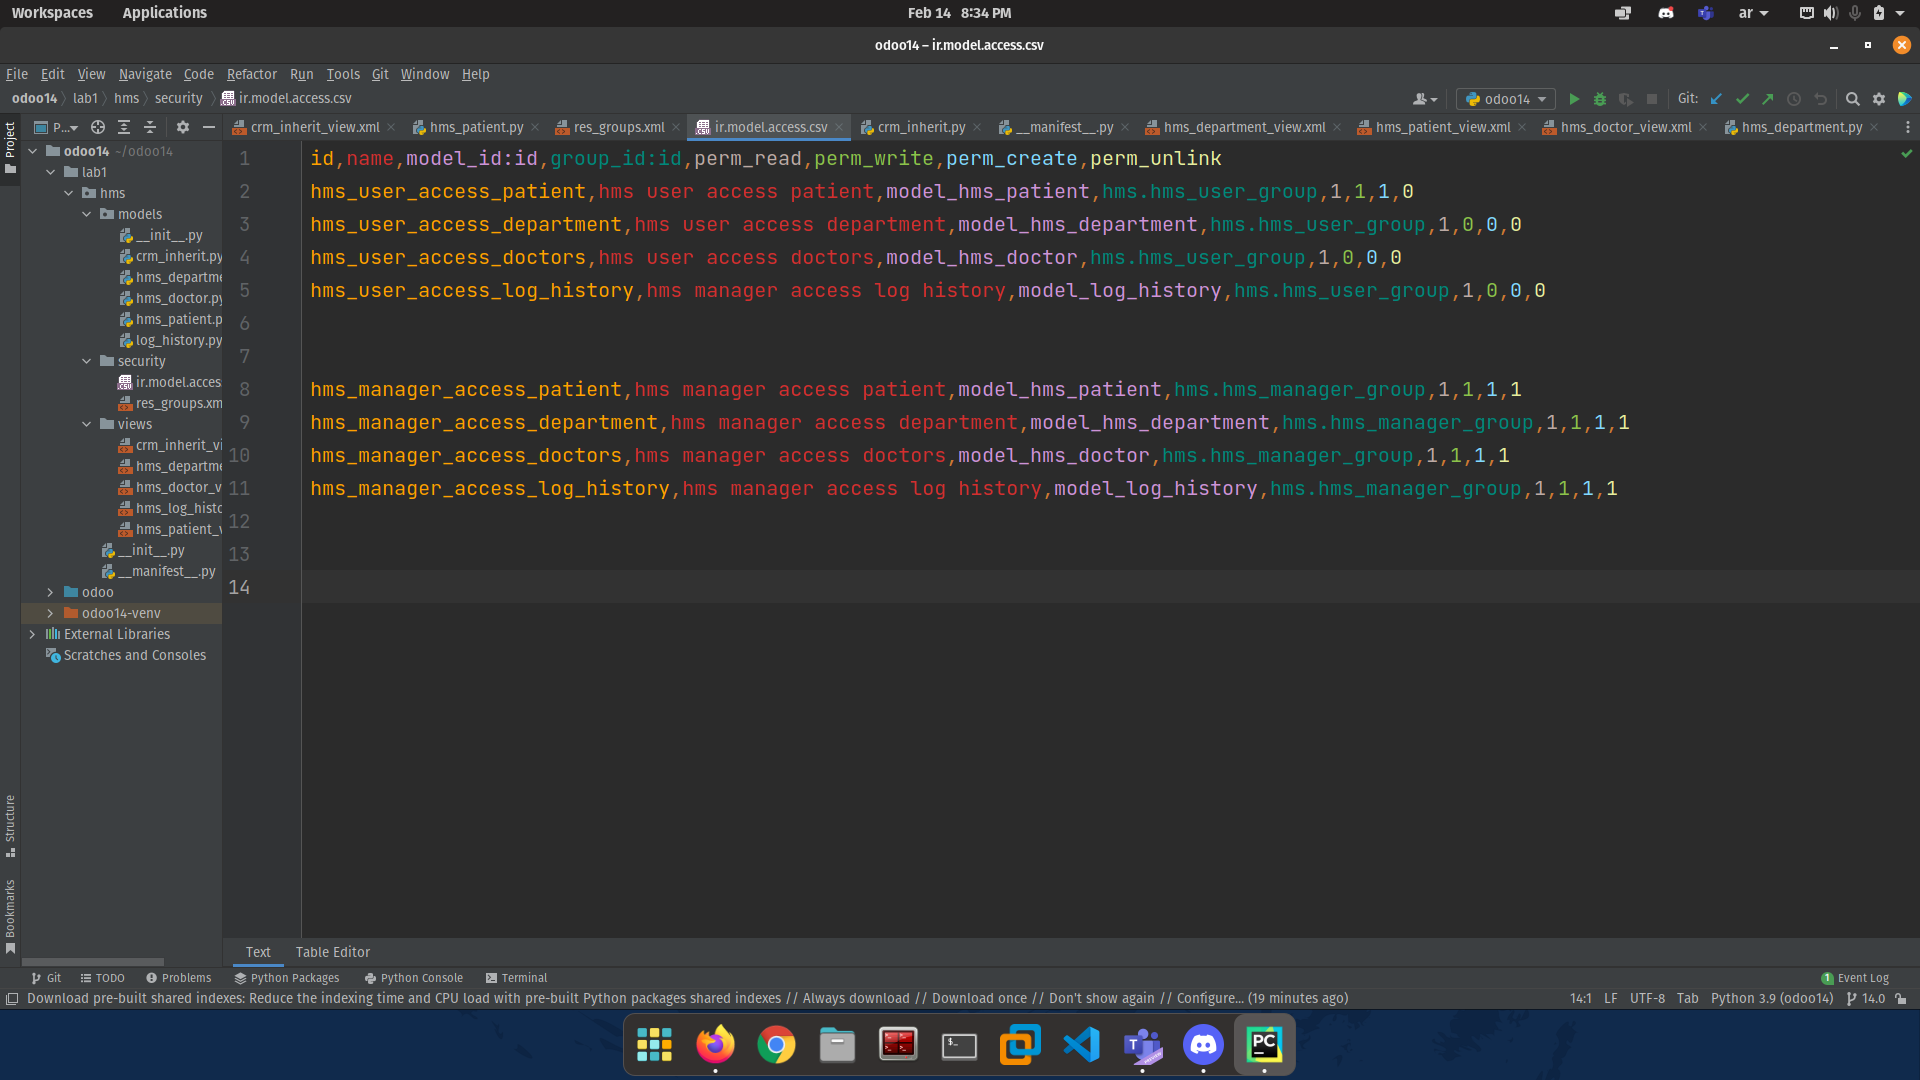 Workspaces Applications Feb 14 8:34 PM ar
odoo14 – ir.model.access.csv
File Edit View Navigate Code Refactor Run Tools Git Window Help
odoo14 lab1 hms security ir.model.access.csv odoo14 Git:
Project P... crm_inherit_view.xml hms_patient.py res_groups.xml ir.model.access.csv crm_inherit.py __manifest__.py hms_department_view.xml hms_patient_view.xml hms_doctor_view.xml hms_department.py
odoo14 ~/odoo14
lab1
hms
models
__init__.py
crm_inherit.py
hms_departme
hms_doctor.py
hms_patient.p
log_history.py
security
ir.model.acces
res_groups.xm
views
crm_inherit_vi
hms_departme
hms_doctor_v
hms_log_histo
hms_patient_v
__init__.py
__manifest__.py
odoo
odoo14-venv
External Libraries
Scratches and Consoles
Structure
Bookmarks
1 id,name,model_id:id,group_id:id,perm_read,perm_write,perm_create,perm_unlink
2 hms_user_access_patient,hms user access patient,model_hms_patient,hms.hms_user_group,1,1,1,0
3 hms_user_access_department,hms user access department,model_hms_department,hms.hms_user_group,1,0,0,0
4 hms_user_access_doctors,hms user access doctors,model_hms_doctor,hms.hms_user_group,1,0,0,0
5 hms_user_access_log_history,hms manager access log history,model_log_history,hms.hms_user_group,1,0,0,0
6
7
8 hms_manager_access_patient,hms manager access patient,model_hms_patient,hms.hms_manager_group,1,1,1,1
9 hms_manager_access_department,hms manager access department,model_hms_department,hms.hms_manager_group,1,1,1,1
10 hms_manager_access_doctors,hms manager access doctors,model_hms_doctor,hms.hms_manager_group,1,1,1,1
11 hms_manager_access_log_history,hms manager access log history,model_log_history,hms.hms_manager_group,1,1,1,1
12
13
14
Text Table Editor
Git TODO Problems Python Packages Python Console Terminal 1 Event Log
Download pre-built shared indexes: Reduce the indexing time and CPU load with pre-built Python packages shared indexes // Always download // Download once // Don't show again // Configure... (19 minutes ago) 14:1 LF UTF-8 Tab Python 3.9 (odoo14) 14.0
$_ T PC